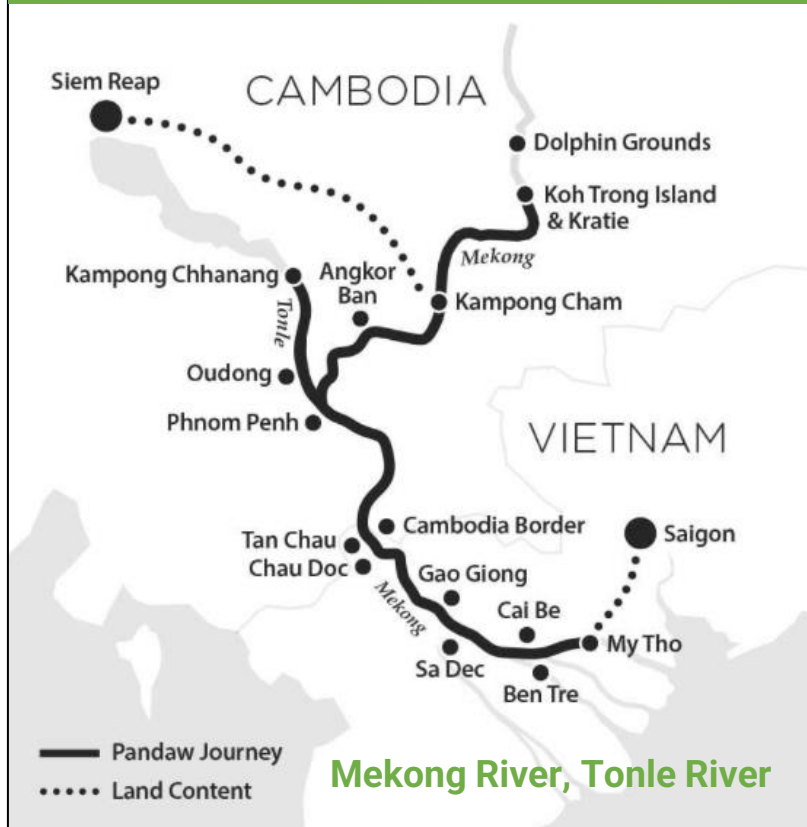 Siem Reap
CAMBODIA
Dolphin Grounds
Koh Trong Island
& Kratie
Mekong
Kampong Chhanang
Angkor
Ban
Kampong Cham
Tonle
Oudong
Phnom Penh
VIETNAM
Cambodia Border
Saigon
Tan Chau
Chau Doc
Gao Giong
Mekong
Cai Be
My Tho
Sa Dec
Ben Tre
Pandaw Journey
Land Content
Mekong River, Tonle River